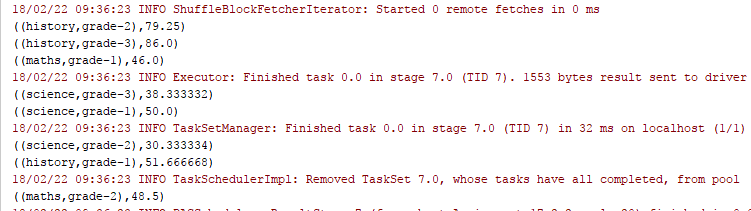 18/02/22 09:36:23 INFO ShuffleBlockFetcherIterator: Started 0 remote fetches in 0 ms
((history,grade-2),79.25)
((history,grade-3),86.0)
((maths,grade-1),46.0)
18/02/22 09:36:23 INFO Executor: Finished task 0.0 in stage 7.0 (TID 7). 1553 bytes result sent to driver
((science,grade-3),38.333332)
((science,grade-1),50.0)
18/02/22 09:36:23 INFO TaskSetManager: Finished task 0.0 in stage 7.0 (TID 7) in 32 ms on localhost (1/1)
((science,grade-2),30.333334)
((history,grade-1),51.666668)
18/02/22 09:36:23 INFO TaskSchedulerImpl: Removed TaskSet 7.0, whose tasks have all completed, from pool
((maths,grade-2),48.5)